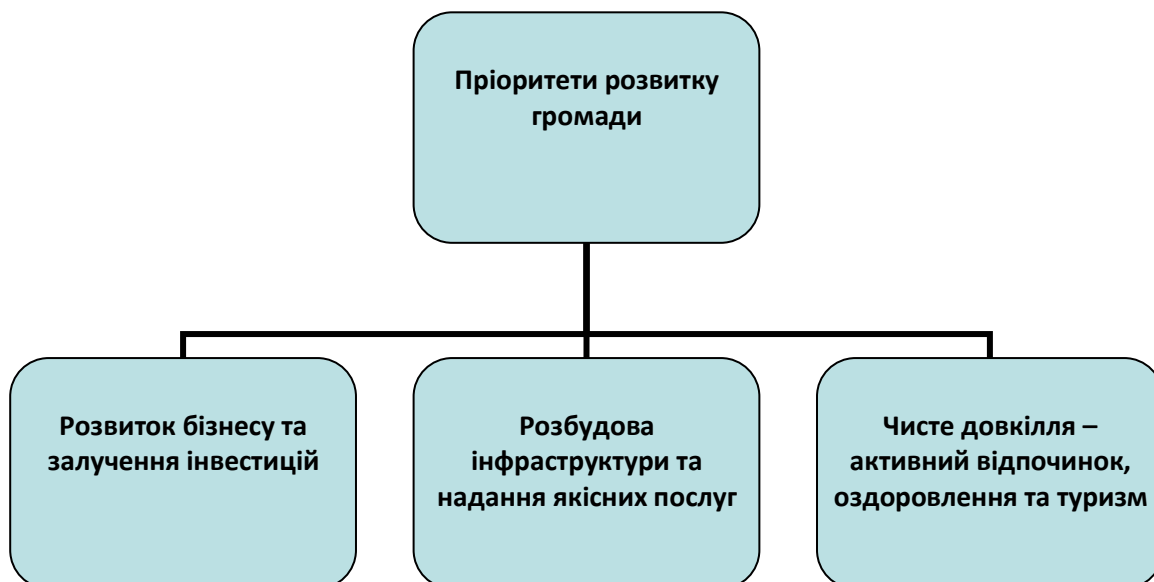 Пріоритети розвитку
громади
Розвиток бізнесу та
залучення інвестицій
Розбудова
інфраструктури та
надання якісних послуг
Чисте довкілля –
активний відпочинок,
оздоровлення та туризм